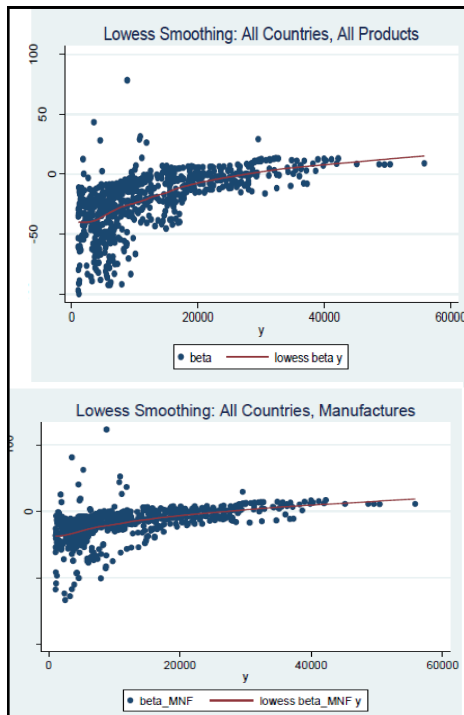 Lowess Smoothing: All Countries, All Products
100
50
0
-50
0 20000 40000 60000
y
beta lowess beta y
Lowess Smoothing: All Countries, Manufactures
100
0
0 20000 40000 60000
y
beta_MNF lowess beta_MNF y